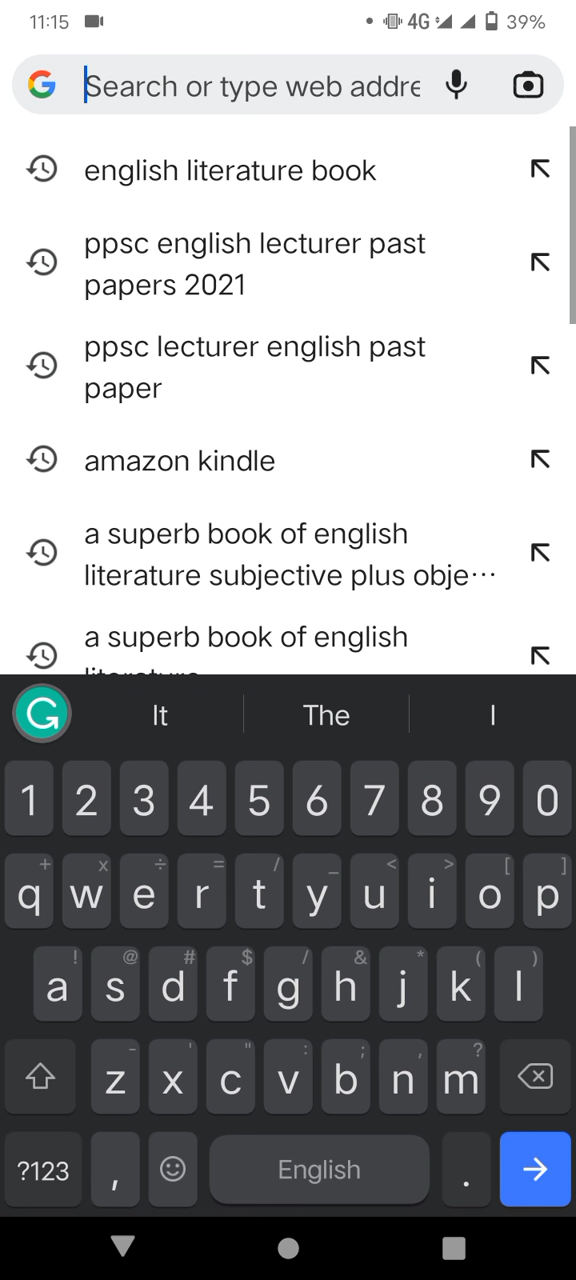 11:15 4G 39%
Search or type web addre
english literature book
ppsc english lecturer past
papers 2021
ppsc lecturer english past
paper
amazon kindle
a superb book of english
literature subjective plus obje...
a superb book of english
literature
It The I
1 2 3 4 5 6 7 8 9 0
+ x ÷ = / _ < > [ ]
q w e r t y u i o p
! @ # $ / & * ( )
a s d f g h j k l
- ' " : ; , ?
z x c v b n m
?123 , English .